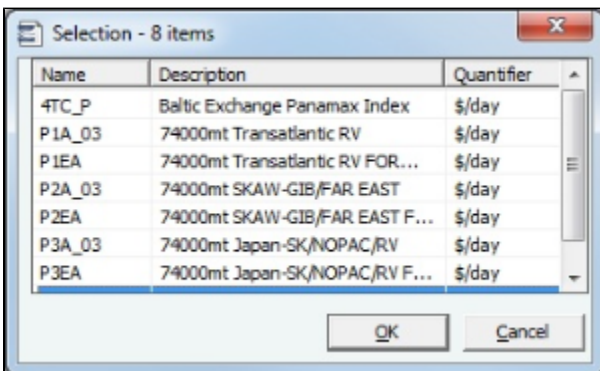 Selection - 8 items
Name Description Quantifier
4TC_P Baltic Exchange Panamax Index $/day
P1A_03 74000mt Transatlantic RV $/day
P1EA 74000mt Transatlantic RV FOR... $/day
P2A_03 74000mt SKAW-GIB/FAR EAST $/day
P2EA 74000mt SKAW-GIB/FAR EAST F... $/day
P3A_03 74000mt Japan-SK/NOPAC/RV $/day
P3EA 74000mt Japan-SK/NOPAC/RV F... $/day
OK Cancel